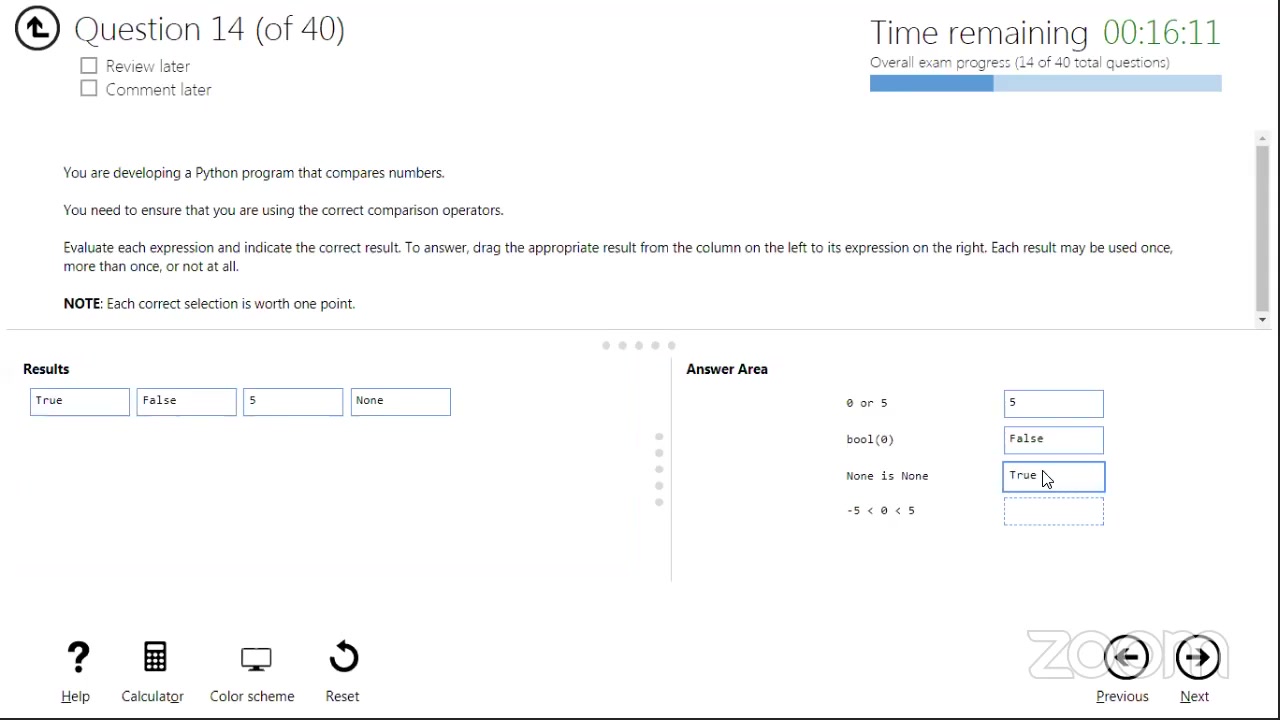 Question 14 (of 40)
Review later
Comment later
Time remaining 00:16:11
Overall exam progress (14 of 40 total questions)
You are developing a Python program that compares numbers.
You need to ensure that you are using the correct comparison operators.
Evaluate each expression and indicate the correct result. To answer, drag the appropriate result from the column on the left to its expression on the right. Each result may be used once,
more than once, or not at all.
NOTE: Each correct selection is worth one point.
Results
True False 5 None
Answer Area
0 or 5 5
bool(0) False
None is None True
-5 < 0 < 5
? Help
Calculator
Color scheme
Reset
zoom
Previous
Next